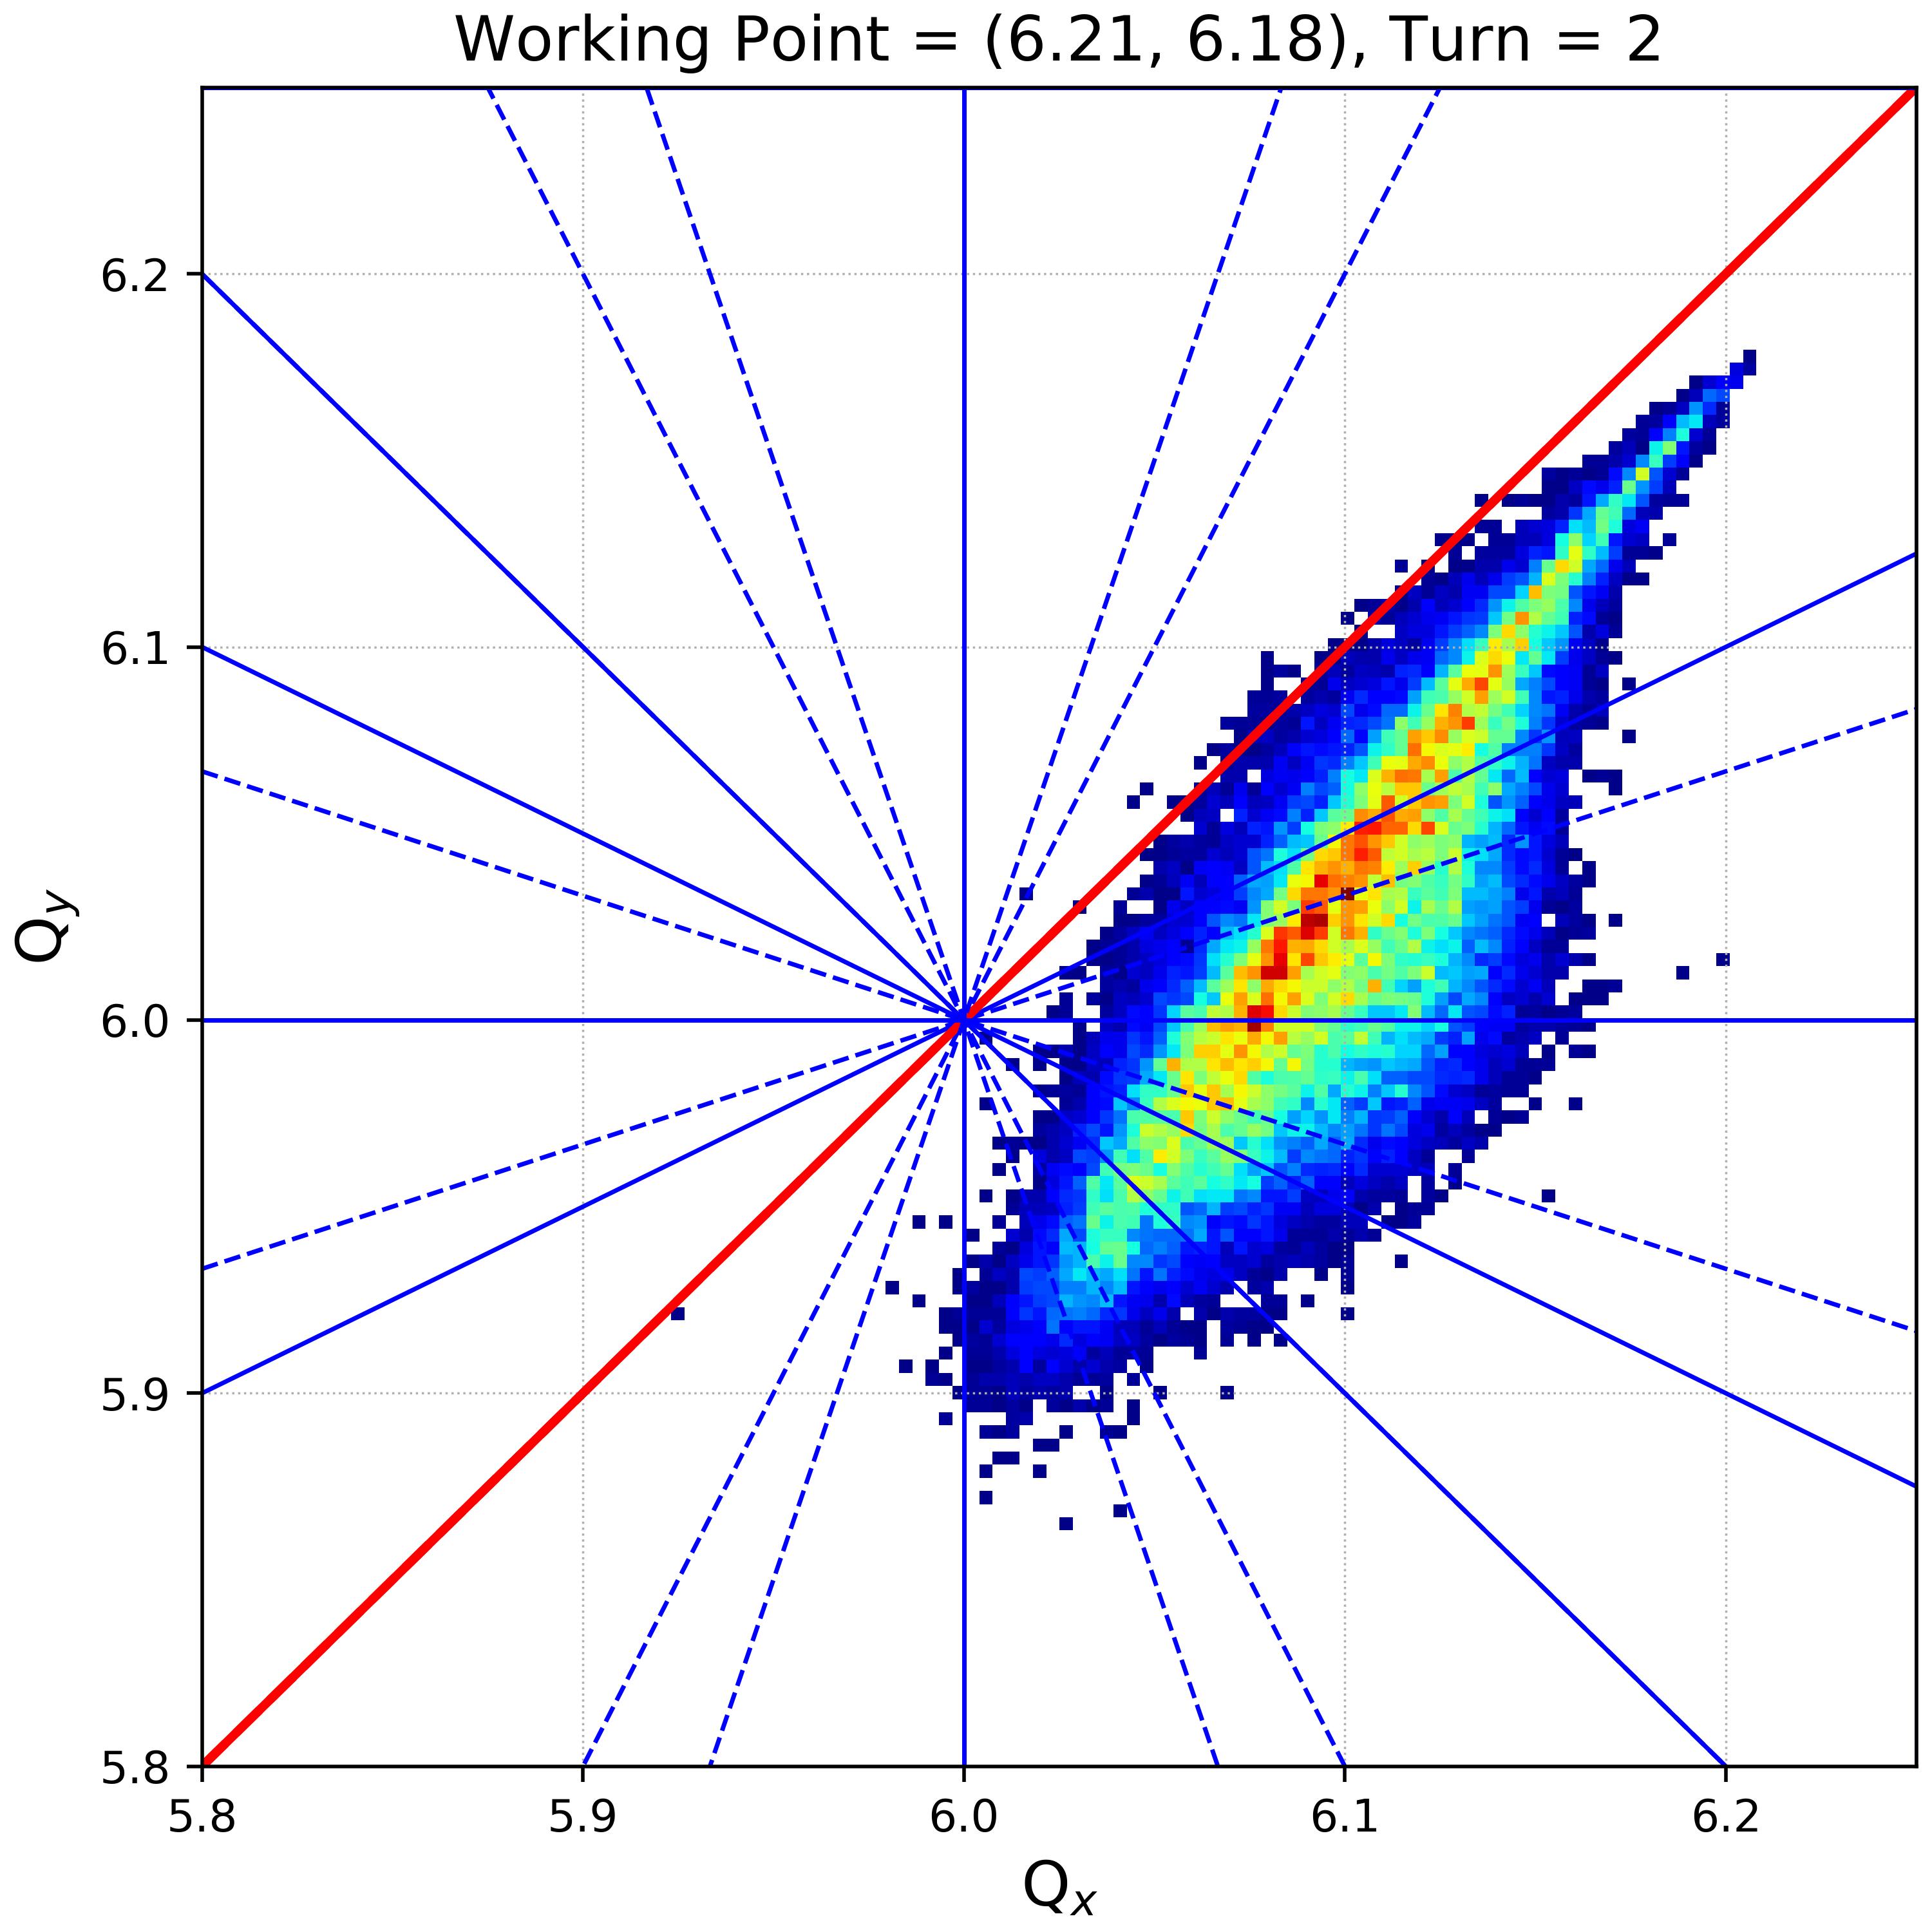 Working Point = (6.21, 6.18), Turn = 2
6.2
6.1
6.0
5.9
5.8
Qy
5.8 5.9 6.0 6.1 6.2
Qx